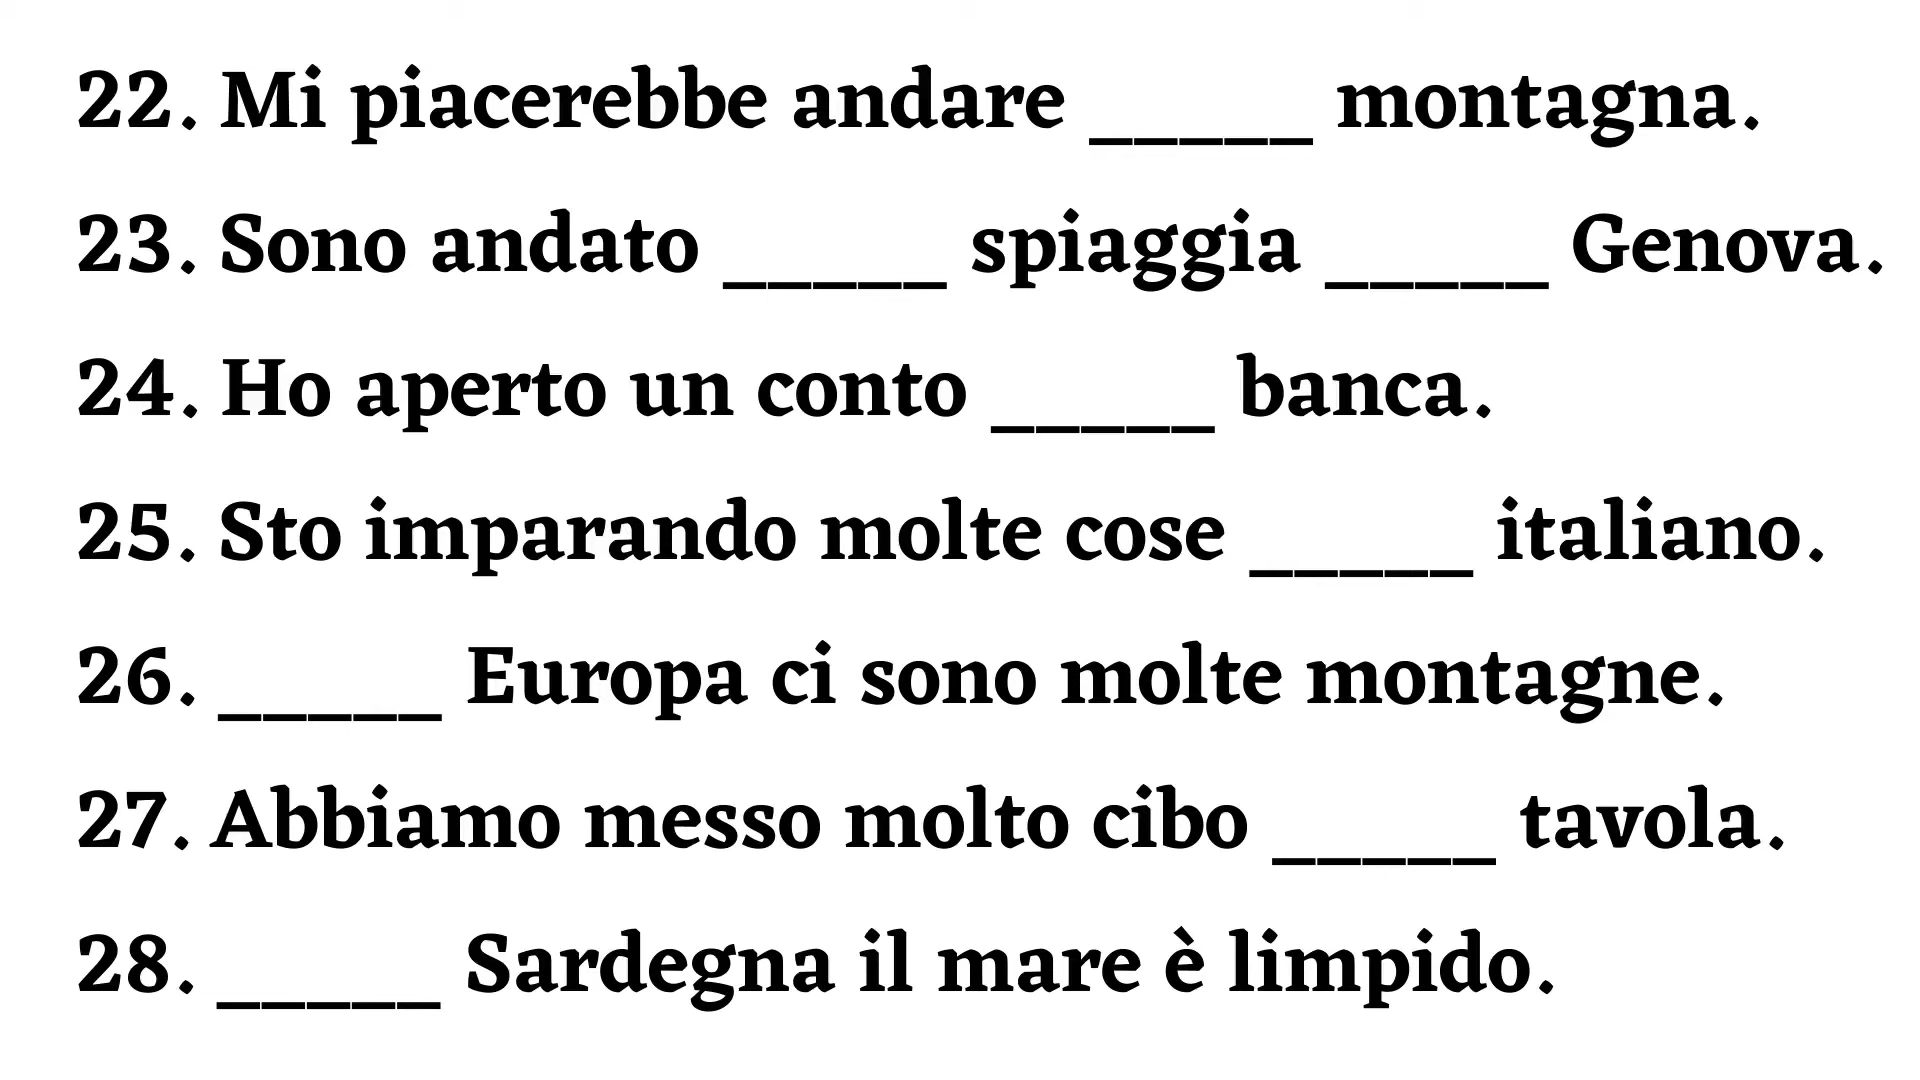 22. Mi piacerebbe andare _____ montagna.
23. Sono andato _____ spiaggia _____ Genova.
24. Ho aperto un conto _____ banca.
25. Sto imparando molte cose _____ italiano.
26. _____ Europa ci sono molte montagne.
27. Abbiamo messo molto cibo _____ tavola.
28. _____ Sardegna il mare è limpido.